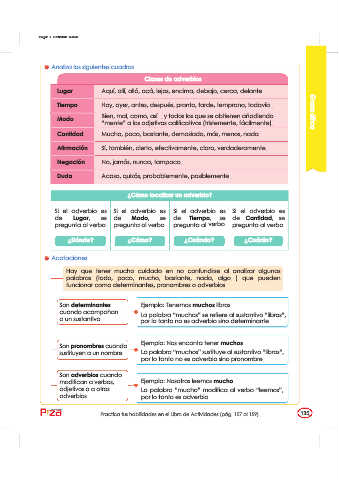 Analiza los siguientes cuadros
Clases de adverbios
Lugar Aquí, allí, allá, acá, lejos, encima, debajo, cerca, delante
Tiempo Hoy, ayer, antes, después, pronto, tarde, temprano, todavía
Modo Bien, mal, como, así y todos los que se obtienen añadiendo
“mente” a los adjetivos calificativos (tristemente, fácilmente)
Cantidad Mucho, poco, bastante, demasiado, más, menos, nada
Afirmación Sí, también, cierto, efectivamente, claro, verdaderamente
Negación No, jamás, nunca, tampoco
Duda Acaso, quizás, probablemente, posiblemente
Gramática
¿Cómo localizar un adverbio?
Si el adverbio es de Lugar, se pregunta al verbo
¿Dónde?
Si el adverbio es de Modo, se pregunta al verbo
¿Cómo?
Si el adverbio es de Tiempo, se pregunta al verbo
¿Cuándo?
Si el adverbio es de Cantidad, se pregunta al verbo
¿Cuánto?
Acotaciones
Hay que tener mucho cuidado en no confundirse al analizar algunas
palabras (todo, poco, mucho, bastante, nada, algo ) que pueden
funcionar como determinantes, pronombres o adverbios
Son determinantes
cuando acompañan
a un sustantivo
Ejemplo: Tenemos muchos libros
La palabra “muchos” se refiere al sustantivo “libros”,
por lo tanto no es adverbio sino determinante
Son pronombres cuando
sustituyen a un nombre
Ejemplo: Nos encanta tener muchos
La palabra “muchos” sustituye al sustantivo “libros”,
por lo tanto no es adverbio sino pronombre
Son adverbios cuando
modifican a verbos,
adjetivos o a otros
adverbios
Ejemplo: Nosotros leemos mucho
La palabra “mucho” modifica al verbo “leemos”,
por lo tanto es adverbio
Practica tus habilidades en el Libro de Actividades (pág. 157 al 159)
135